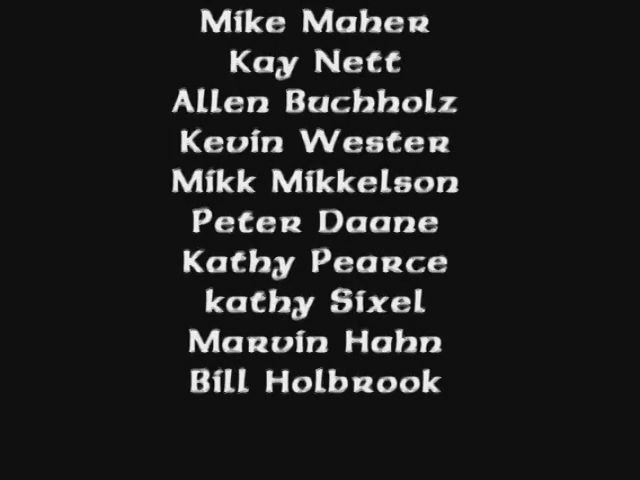 Mike Maher
Kay Nett
Allen Buchholz
Kevin Wester
Mikk Mikkelson
Peter Daane
Kathy Pearce
kathy Sixel
Marvin Hahn
Bill Holbrook